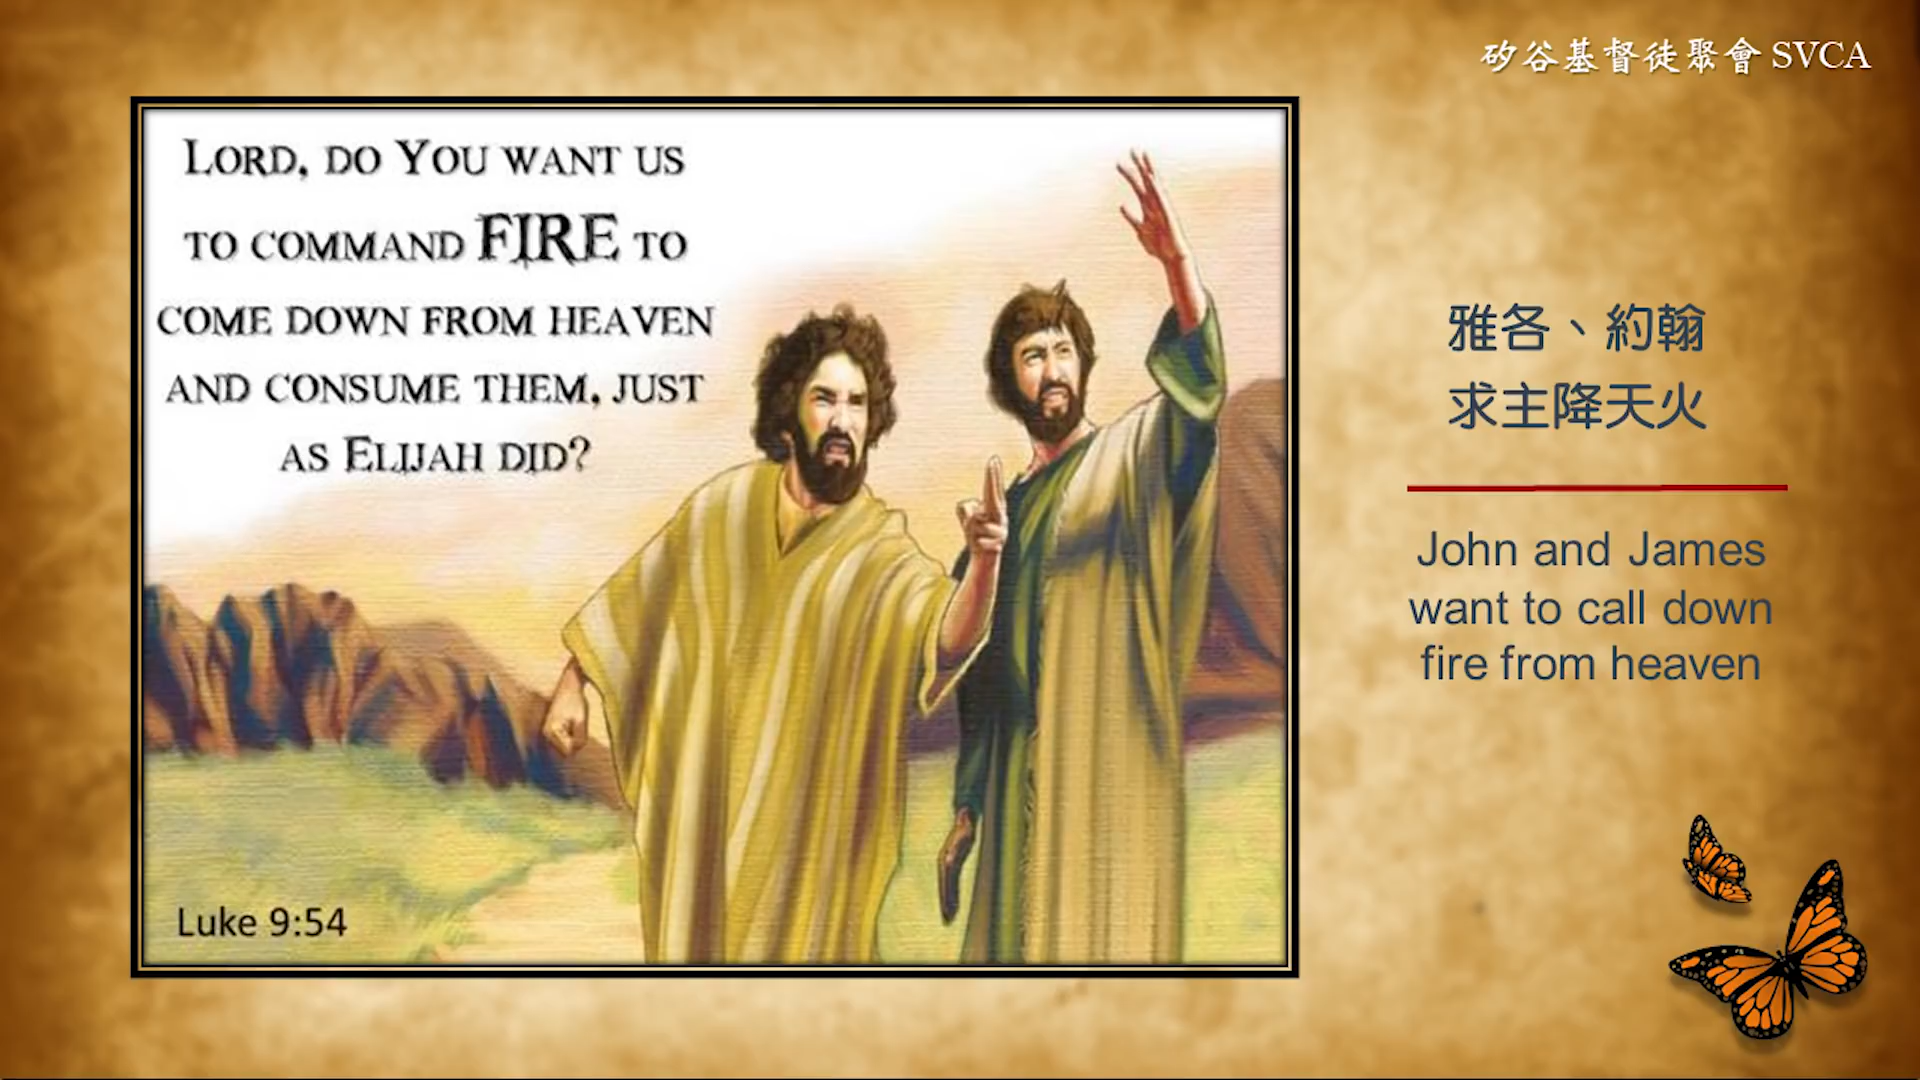 矽谷基督徒聚會 SVCA
LORD, DO YOU WANT US
TO COMMAND FIRE TO
COME DOWN FROM HEAVEN
AND CONSUME THEM, JUST
AS ELIJAH DID?
Luke 9:54
雅各、約翰
求主降天火
John and James
want to call down
fire from heaven